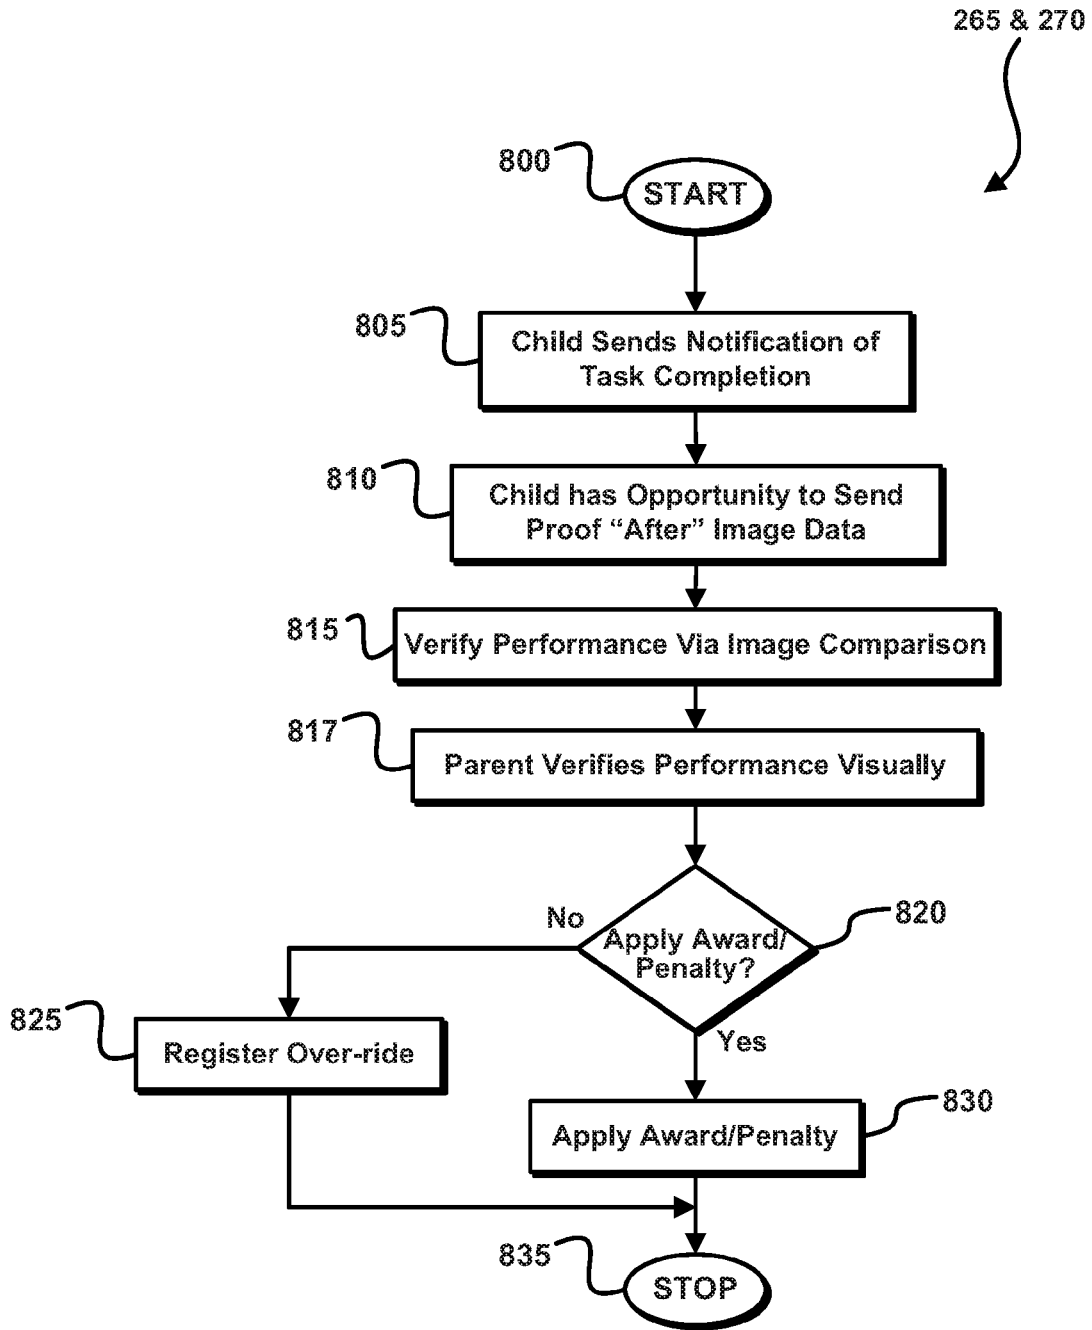 265 & 270
800
START
805
Child Sends Notification of
Task Completion
810
Child has Opportunity to Send
Proof “After” Image Data
815
Verify Performance Via Image Comparison
817
Parent Verifies Performance Visually
820
No
Apply Award/
Penalty?
825
Yes
Register Over-ride
830
Apply Award/Penalty
835
STOP